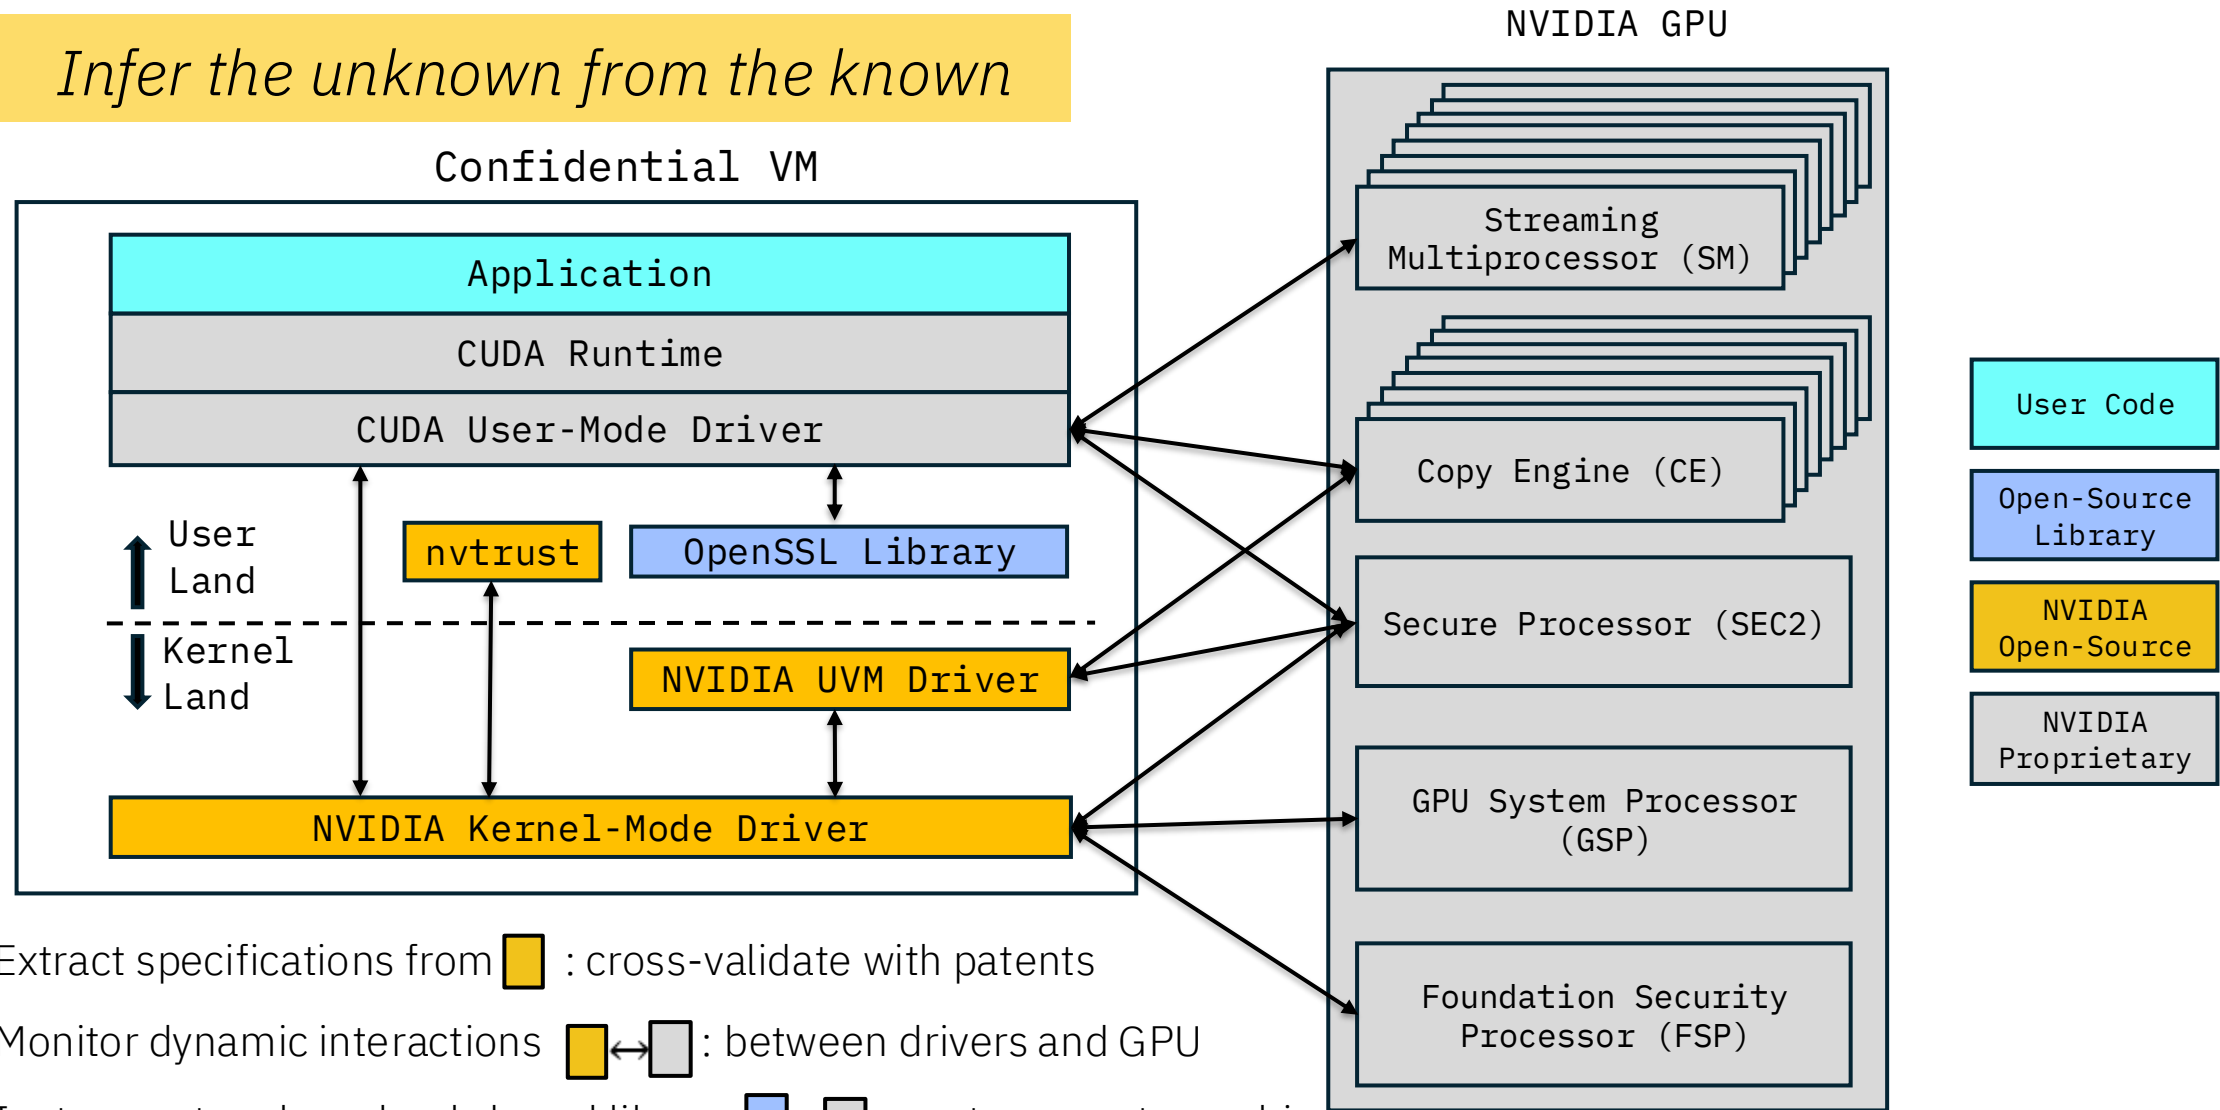 Infer the unknown from the known
NVIDIA GPU
Confidential VM
Application
CUDA Runtime
CUDA User-Mode Driver
User
Land
nvtrust
OpenSSL Library
Kernel
Land
NVIDIA UVM Driver
NVIDIA Kernel-Mode Driver
Streaming
Multiprocessor (SM)
Copy Engine (CE)
Secure Processor (SEC2)
GPU System Processor
(GSP)
Foundation Security
Processor (FSP)
User Code
Open-Source
Library
NVIDIA
Open-Source
NVIDIA
Proprietary
Extract specifications from : cross-validate with patents
Monitor dynamic interactions : between drivers and GPU